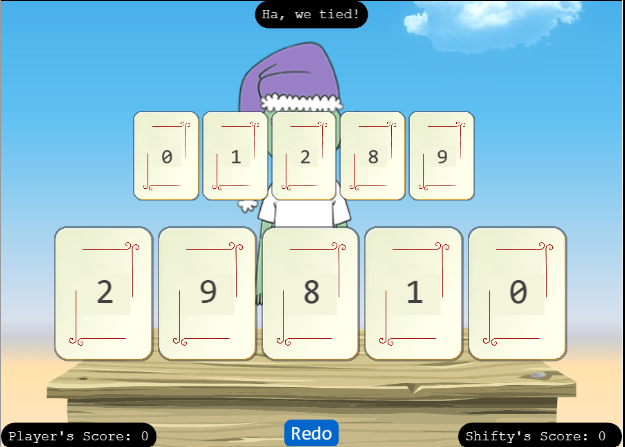 Ha, we tied!
0 1 2 8 9
2 9 8 1 0
Player's Score: 0
Redo
Shifty's Score: 0